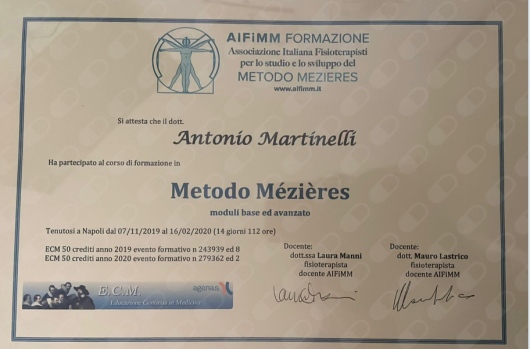 AIFiMM FORMAZIONE
Associazione Italiana Fisioterapisti
per lo studio e lo sviluppo del
METODO MEZIERES
www.aifimm.it
Si attesta che il dott.
Antonio Martinelli
Ha partecipato al corso di formazione in
Metodo Mézières
moduli base ed avanzato
Tenutosi a Napoli dal 07/11/2019 al 16/02/2020 (14 giorni 112 ore)
ECM 50 crediti anno 2019 evento formativo n 243939 ed 8
ECM 50 crediti anno 2020 evento formativo n 279362 ed 2
Docente:
dott.ssa Laura Manni
fisioterapista
docente AIFiMM
Docente:
dott. Mauro Lastrico
fisioterapista
docente AIFIMM
E.C.M.
Educazione Continua in Medicina
agenas